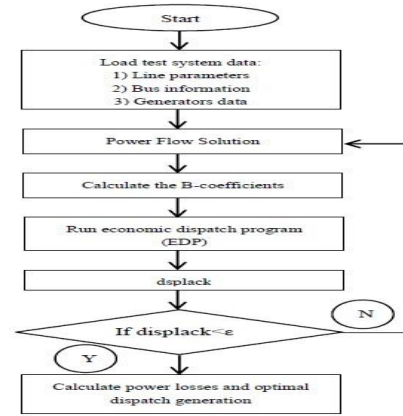 Start
Load test system data:
1) Line parameters
2) Bus information
3) Generators data
Power Flow Solution
Calculate the B-coefficients
Run economic dispatch program
(EDP)
dsplack
If displack<ε
N
Y
Calculate power losses and optimal
dispatch generation